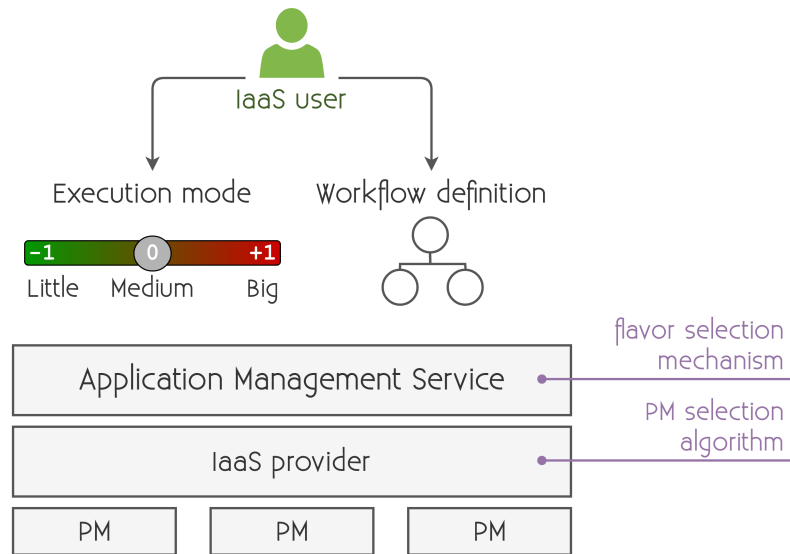 IaaS user
Execution mode
Workflow definition
-1 0 +1
Little Medium Big
flavor selection
mechanism
Application Management Service
PM selection
algorithm
IaaS provider
PM PM PM